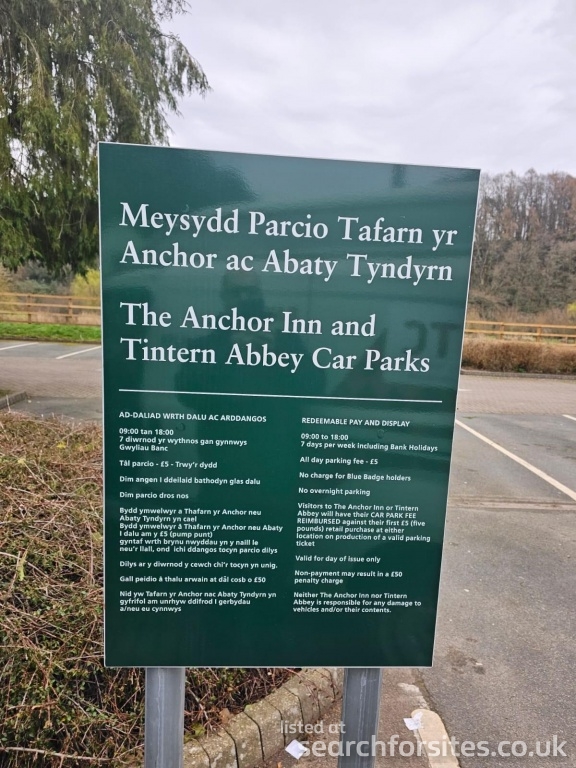 Meysydd Parcio Tafarn yr
Anchor ac Abaty Tyndyrn
The Anchor Inn and
Tintern Abbey Car Parks
AD-DALIAD WRTH DALU AC ARDDANGOS
09:00 tan 18:00
7 diwrnod yr wythnos gan gynnwys
Gwyliau Banc
Tâl parcio - £5 - Trwy'r dydd
Dim angen i ddeilaid bathodyn glas dalu
Dim parcio dros nos
Bydd ymwelwyr a Thafarn yr Anchor neu
Abaty Tyndyrn yn cael
Bydd ymwelwyr â Thafarn yr Anchor neu Abaty
I dalu am y £5 (pump punt)
gyntaf wrth brynu nwyddau yn y naill le
neu'r llall, ond ichi ddangos tocyn parcio dilys
Dilys ar y diwrnod y cewch chi'r tocyn yn unig.
Gall peidio â thalu arwain at dâl cosb o £50
Nid yw Tafarn yr Anchor nac Abaty Tyndyrn yn
gyfrifol am unrhyw ddifrod i gerbydau
a/neu eu cynnwys
REDEEMABLE PAY AND DISPLAY
09:00 to 18:00
7 days per week including Bank Holidays
All day parking fee - £5
No charge for Blue Badge holders
No overnight parking
Visitors to The Anchor Inn or Tintern
Abbey will have their CAR PARK FEE
REIMBURSED against their first £5 (five
pounds) retail purchase at either
location on production of a valid parking
ticket
Valid for day of issue only
Non-payment may result in a £50
penalty charge
Neither The Anchor Inn nor Tintern
Abbey is responsible for any damage to
vehicles and/or their contents.
listed at
searchforsites.co.uk